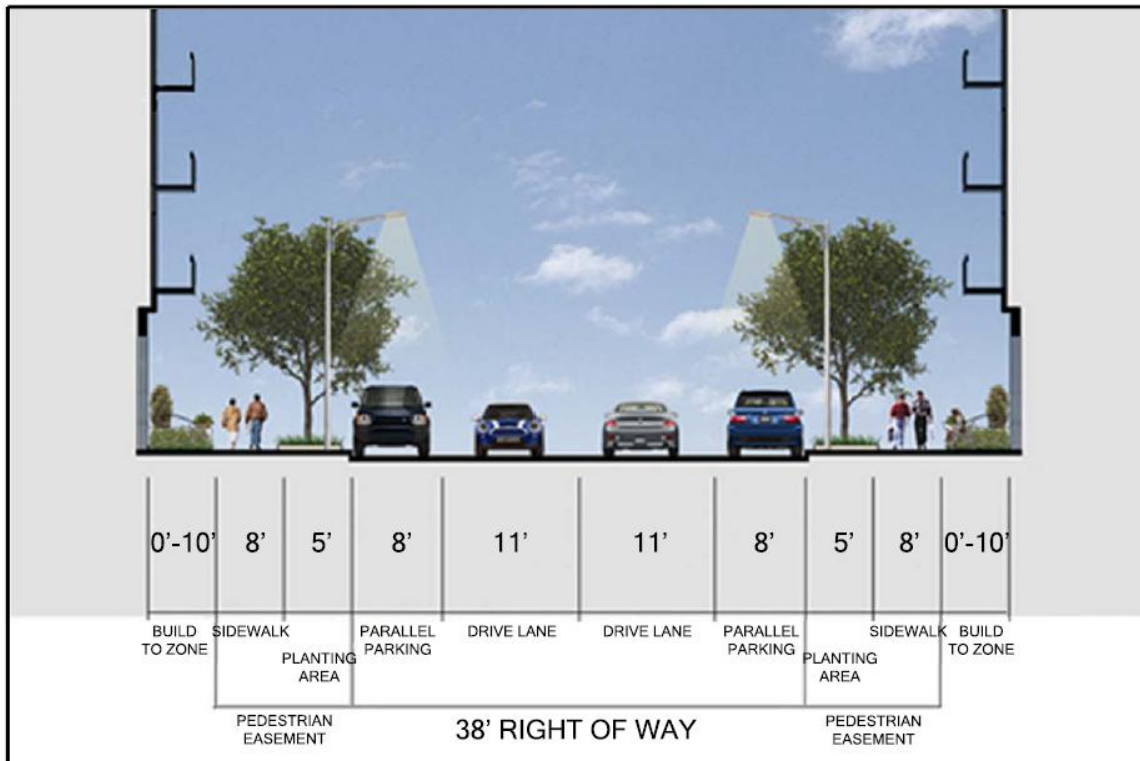 0'-10' 8' 5' 8' 11' 11' 8' 5' 8' 0'-10'
BUILD SIDEWALK PARALLEL DRIVE LANE DRIVE LANE PARALLEL SIDEWALK BUILD
TO ZONE PARKING PARKING TO ZONE
PLANTING PLANTING
AREA AREA
PEDESTRIAN 38' RIGHT OF WAY PEDESTRIAN
EASEMENT EASEMENT